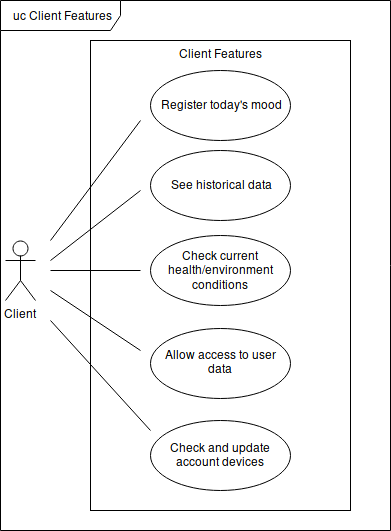 uc Client Features
Client Features
Register today's mood
See historical data
Check current
health/environment
conditions
Client
Allow access to user
data
Check and update
account devices